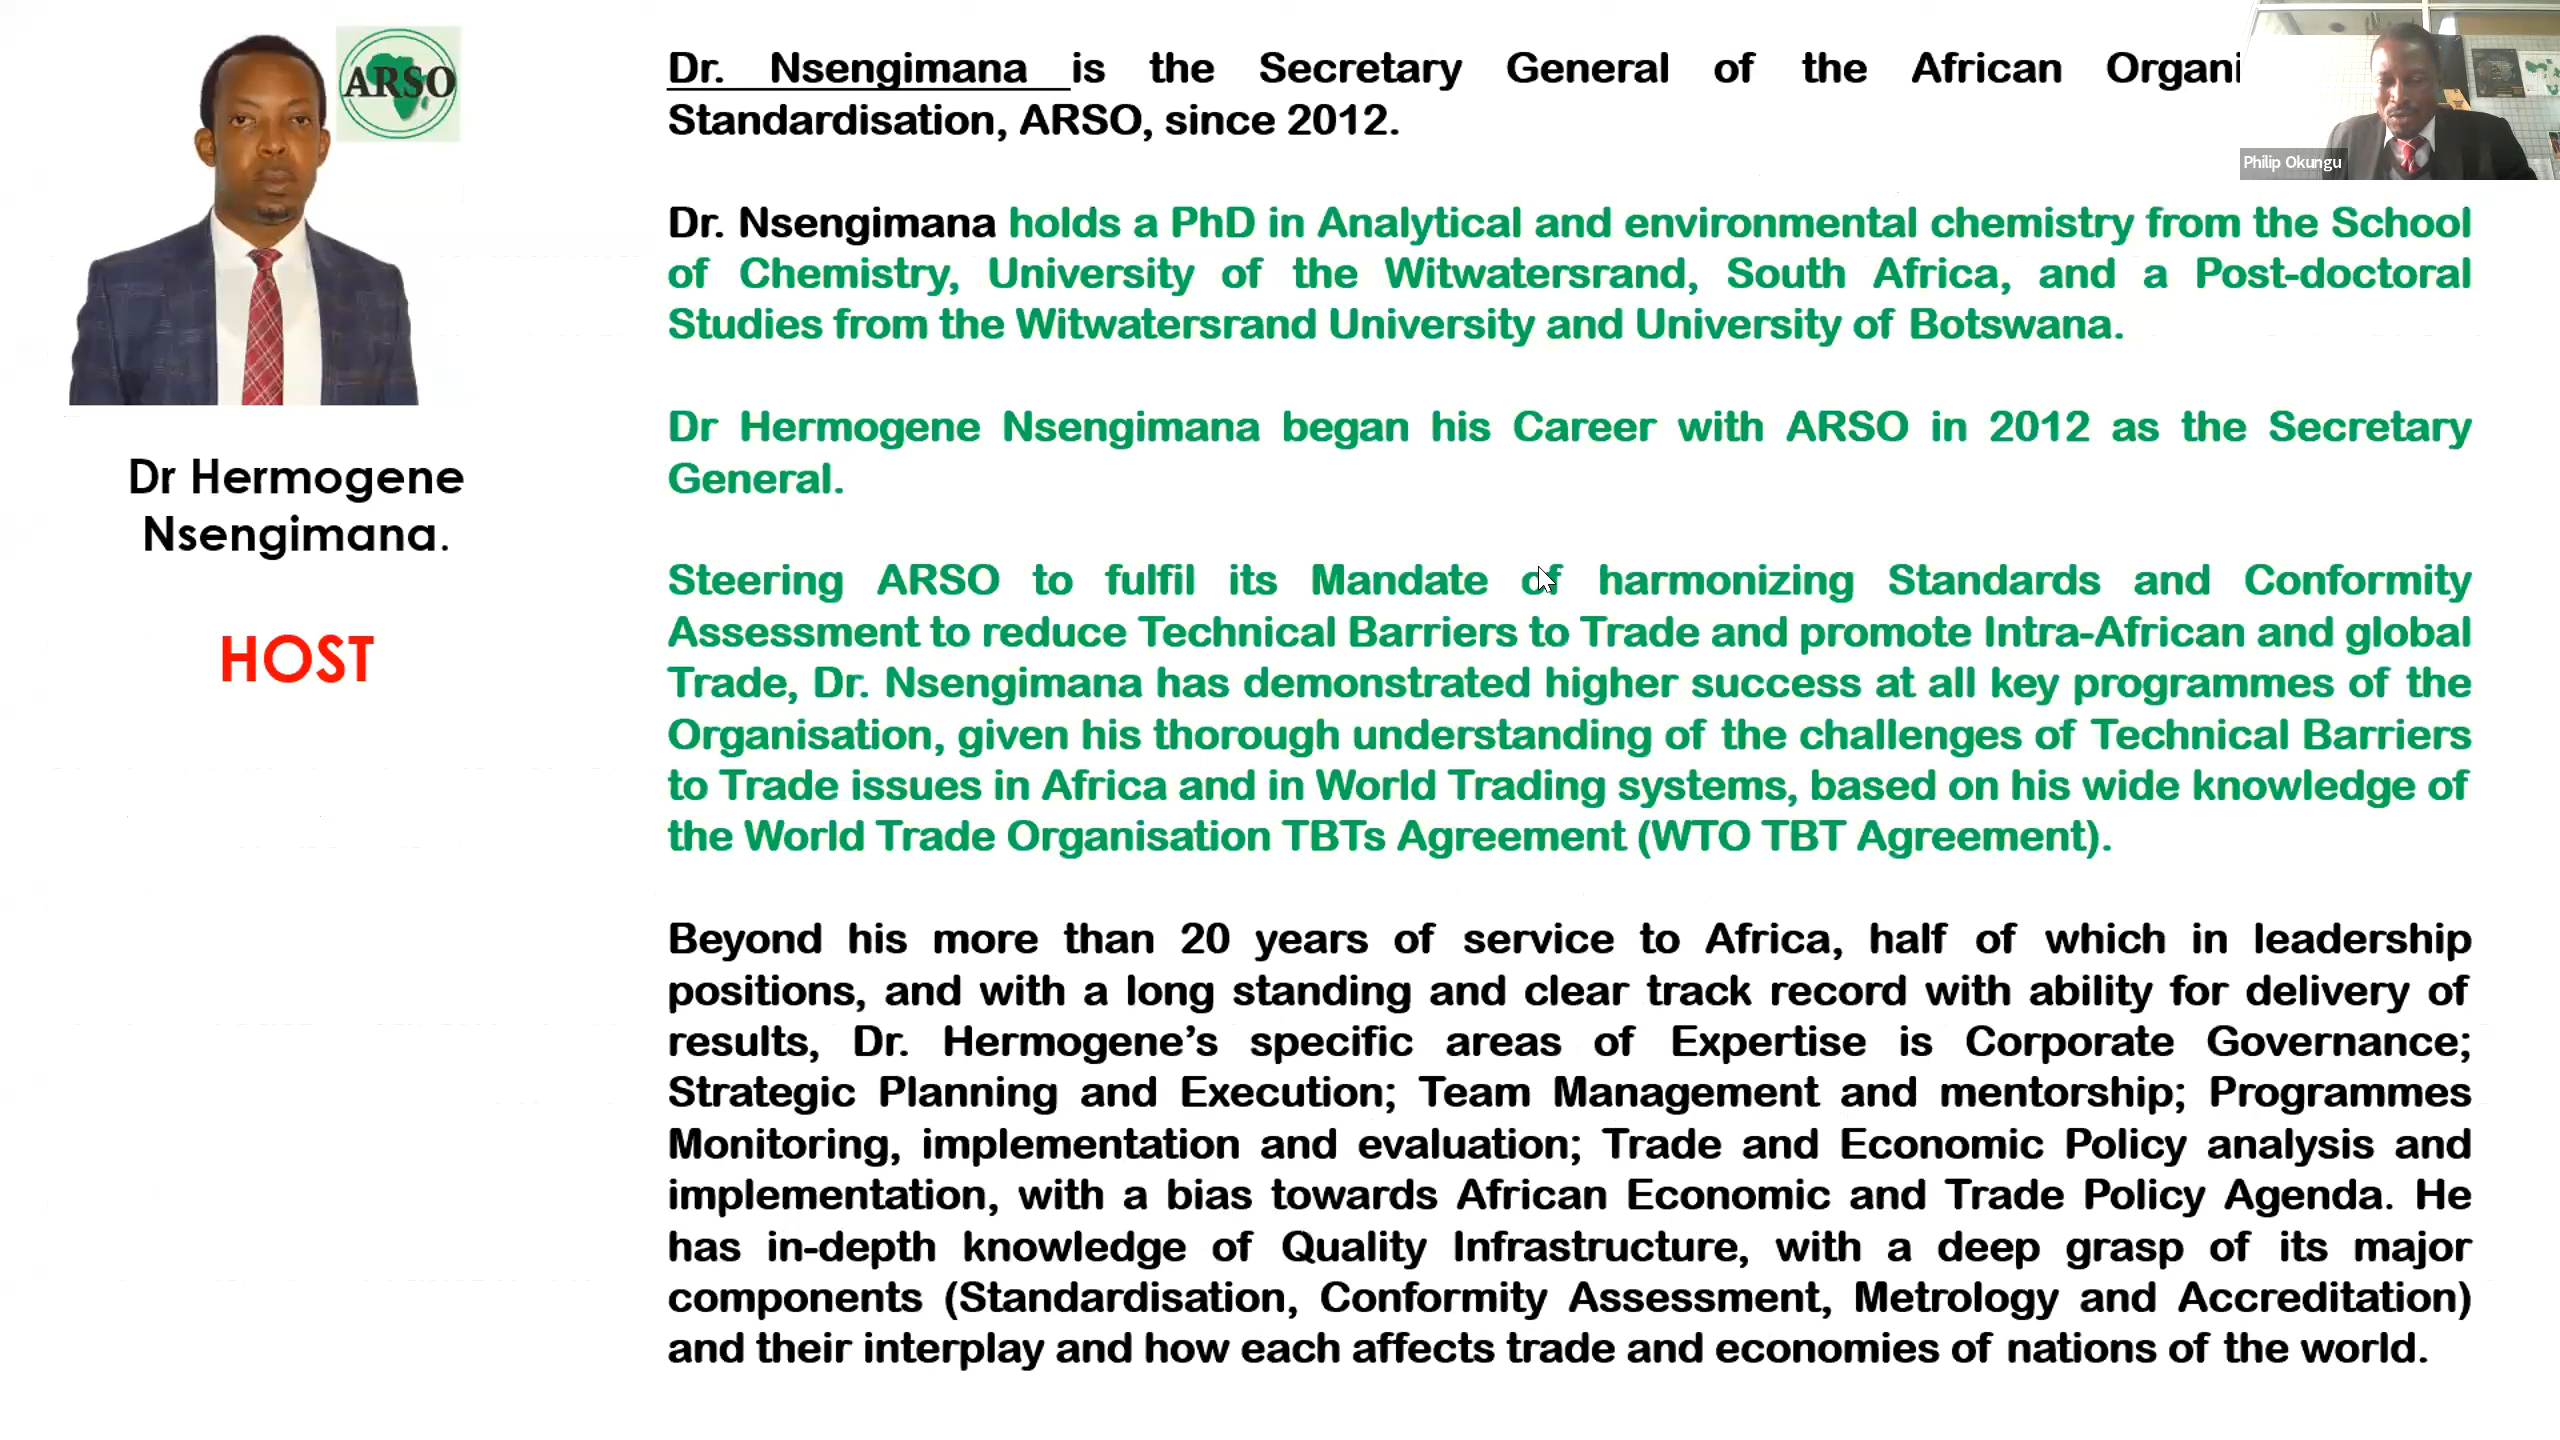 ARSO
Dr Hermogene
Nsengimana.
HOST
Dr. Nsengimana is the Secretary General of the African Organi
Standardisation, ARSO, since 2012.
Dr. Nsengimana holds a PhD in Analytical and environmental chemistry from the School
of Chemistry, University of the Witwatersrand, South Africa, and a Post-doctoral
Studies from the Witwatersrand University and University of Botswana.
Dr Hermogene Nsengimana began his Career with ARSO in 2012 as the Secretary
General.
Steering ARSO to fulfil its Mandate of harmonizing Standards and Conformity
Assessment to reduce Technical Barriers to Trade and promote Intra-African and global
Trade, Dr. Nsengimana has demonstrated higher success at all key programmes of the
Organisation, given his thorough understanding of the challenges of Technical Barriers
to Trade issues in Africa and in World Trading systems, based on his wide knowledge of
the World Trade Organisation TBTs Agreement (WTO TBT Agreement).
Beyond his more than 20 years of service to Africa, half of which in leadership
positions, and with a long standing and clear track record with ability for delivery of
results, Dr. Hermogene’s specific areas of Expertise is Corporate Governance;
Strategic Planning and Execution; Team Management and mentorship; Programmes
Monitoring, implementation and evaluation; Trade and Economic Policy analysis and
implementation, with a bias towards African Economic and Trade Policy Agenda. He
has in-depth knowledge of Quality Infrastructure, with a deep grasp of its major
components (Standardisation, Conformity Assessment, Metrology and Accreditation)
and their interplay and how each affects trade and economies of nations of the world.
Philip Okungu